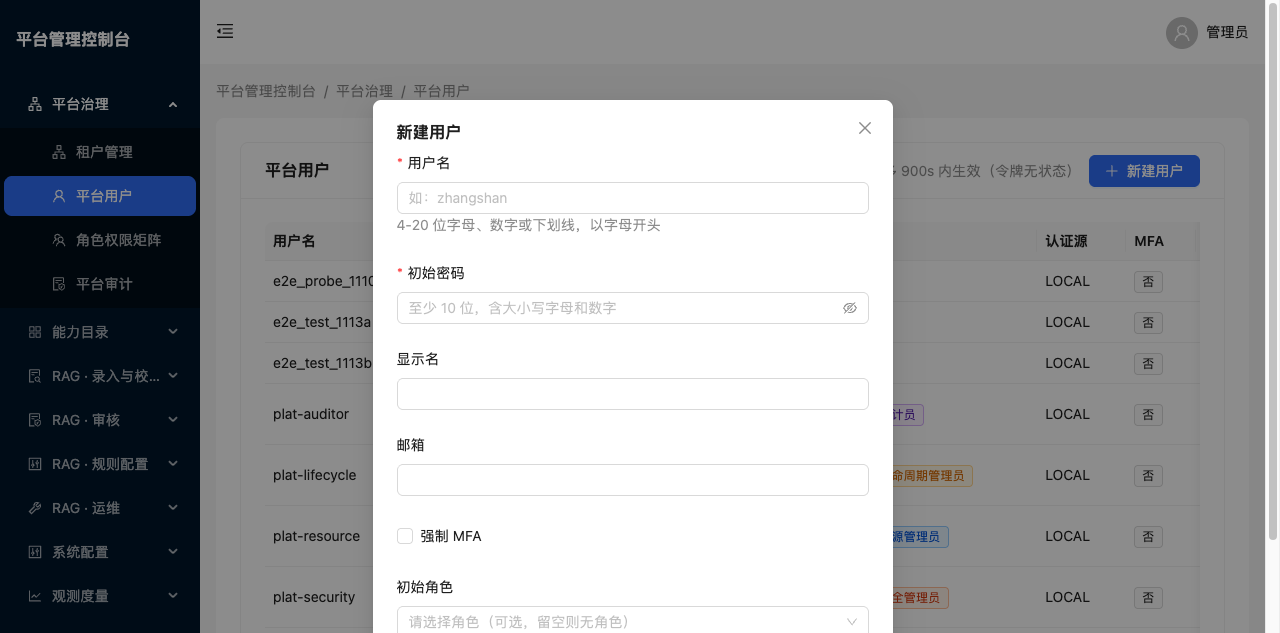 平台管理控制台
管理员
平台治理
租户管理
平台用户
角色权限矩阵
平台审计
能力目录
RAG · 录入与校...
RAG · 审核
RAG · 规则配置
RAG · 运维
系统配置
观测度量
平台管理控制台 / 平台治理 / 平台用户
平台用户
900s 内生效（令牌无状态）
新建用户
用户名
认证源
MFA
e2e_probe_1110
LOCAL
否
e2e_test_1113a
LOCAL
否
e2e_test_1113b
LOCAL
否
plat-auditor
计员
LOCAL
否
plat-lifecycle
命周期管理员
LOCAL
否
plat-resource
源管理员
LOCAL
否
plat-security
全管理员
LOCAL
否
新建用户
* 用户名
如：zhangshan
4-20 位字母、数字或下划线，以字母开头
* 初始密码
至少 10 位，含大小写字母和数字
显示名
邮箱
强制 MFA
初始角色
请选择角色（可选，留空则无角色）